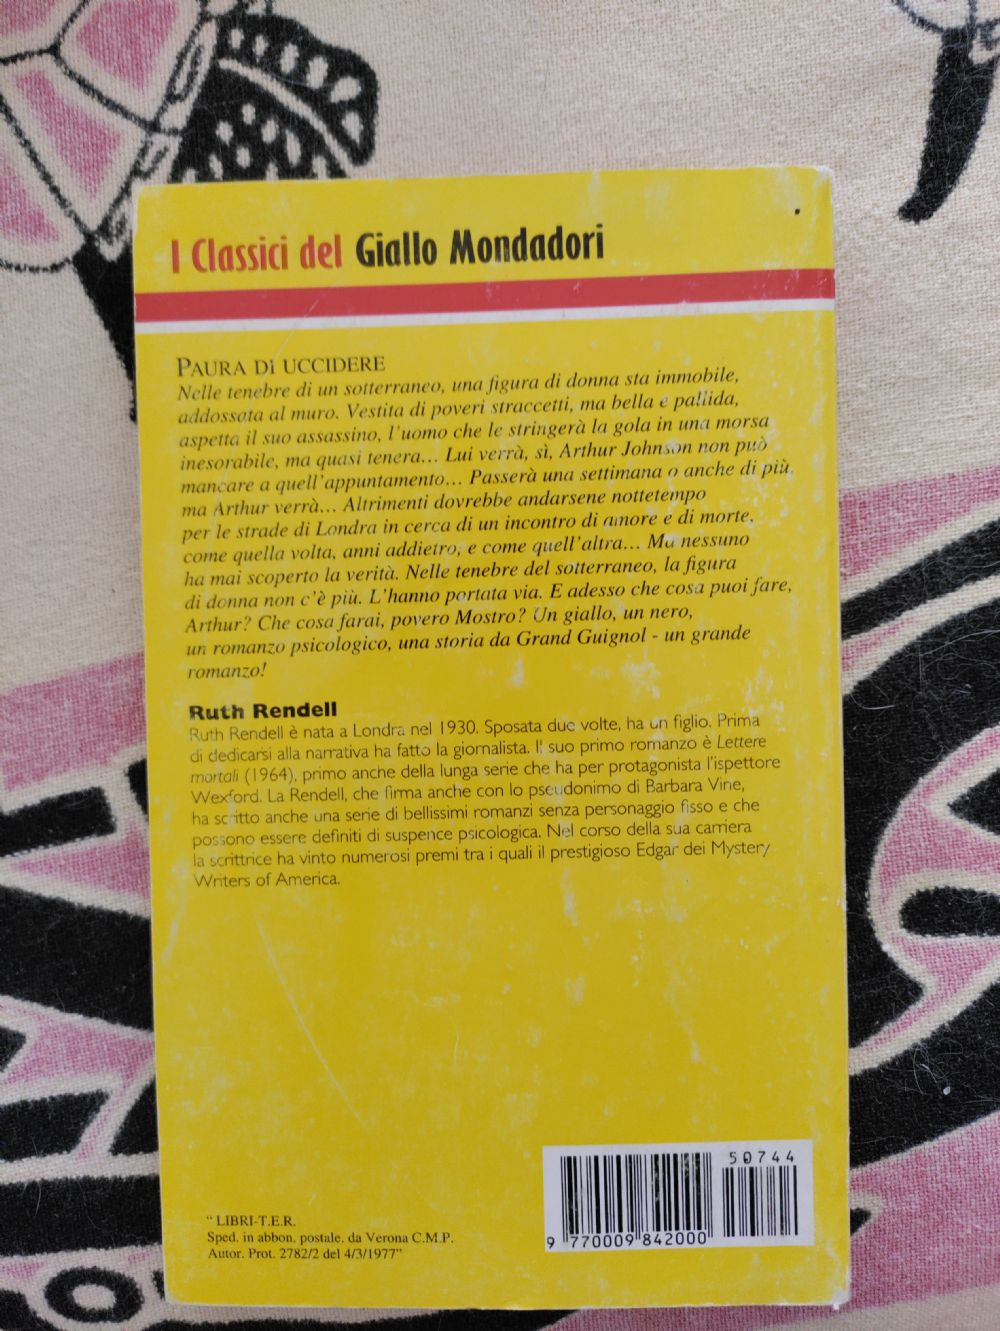 I Classici del Giallo Mondadori
PAURA DI UCCIDERE
Nelle tenebre di un sotterraneo, una figura di donna sta immobile,
addossata al muro. Vestita di poveri straccetti, ma bella e pallida,
aspetta il suo assassino, l'uomo che le stringerà la gola in una morsa
inesorabile, ma quasi tenera... Lui verrà, sì, Arthur Johnson non può
mancare a quell'appuntamento... Passerà una settimana o anche di più,
ma Arthur verrà... Altrimenti dovrebbe andarsene nottetempo
per le strade di Londra in cerca di un incontro di amore e di morte,
come quella volta, anni addietro, e come quell'altra... Ma nessuno
ha mai scoperto la verità. Nelle tenebre del sotterraneo, la figura
di donna non c'è più. L'hanno portata via. E adesso che cosa puoi fare,
Arthur? Che cosa farai, povero Mostro? Un giallo, un nero,
un romanzo psicologico, una storia da Grand Guignol - un grande
romanzo!
Ruth Rendell
Ruth Rendell è nata a Londra nel 1930. Sposata due volte, ha un figlio. Prima
di dedicarsi alla narrativa ha fatto la giornalista. Il suo primo romanzo è Lettere
mortali (1964), primo anche della lunga serie che ha per protagonista l'ispettore
Wexford. La Rendell, che firma anche con lo pseudonimo di Barbara Vine,
ha scritto anche una serie di bellissimi romanzi senza personaggio fisso e che
possono essere definiti di suspence psicologica. Nel corso della sua carriera
la scrittrice ha vinto numerosi premi tra i quali il prestigioso Edgar dei Mystery
Writers of America.
50744
9 770009 842000
" LIBRI-T.E.R.
Sped. in abbon. postale. da Verona C.M.P.
Autor. Prot. 2782/2 del 4/3/1977"